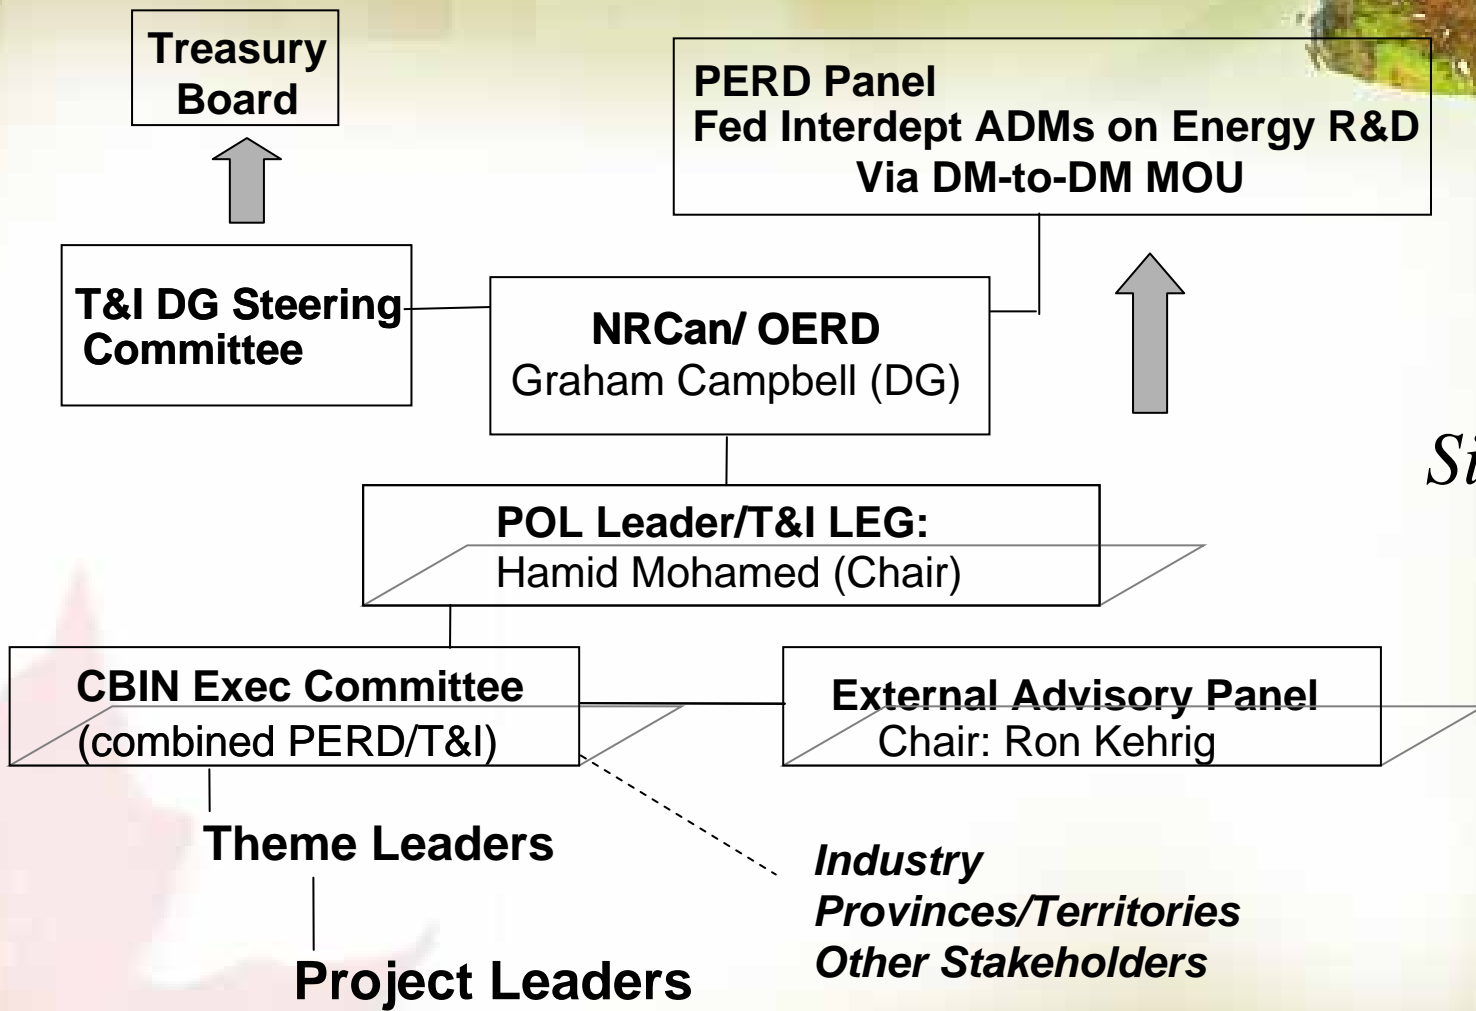 Treasury
Board
PERD Panel
Fed Interdept ADMs on Energy R&D
Via DM-to-DM MOU
T&I DG Steering
Committee
NRCan/ OERD
Graham Campbell (DG)
POL Leader/T&I LEG:
Hamid Mohamed (Chair)
CBIN Exec Committee
(combined PERD/T&I)
External Advisory Panel
Chair: Ron Kehrig
Theme Leaders
Industry
Provinces/Territories
Other Stakeholders
Project Leaders